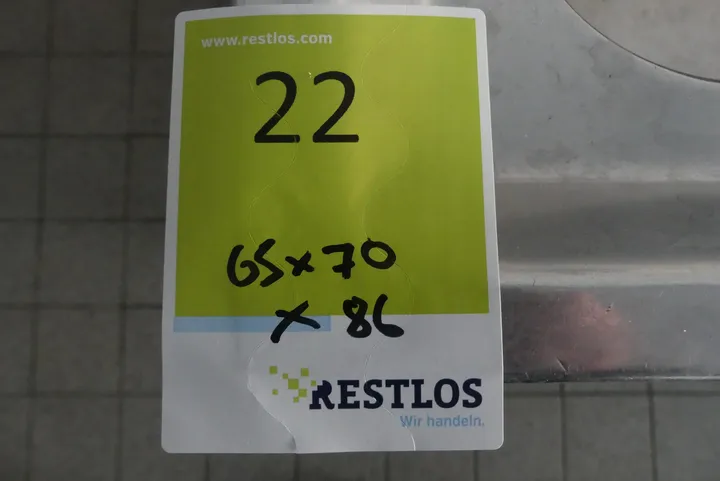 www.restlos.com
22
65x70
x 86
RESTLOS
Wir handeln.